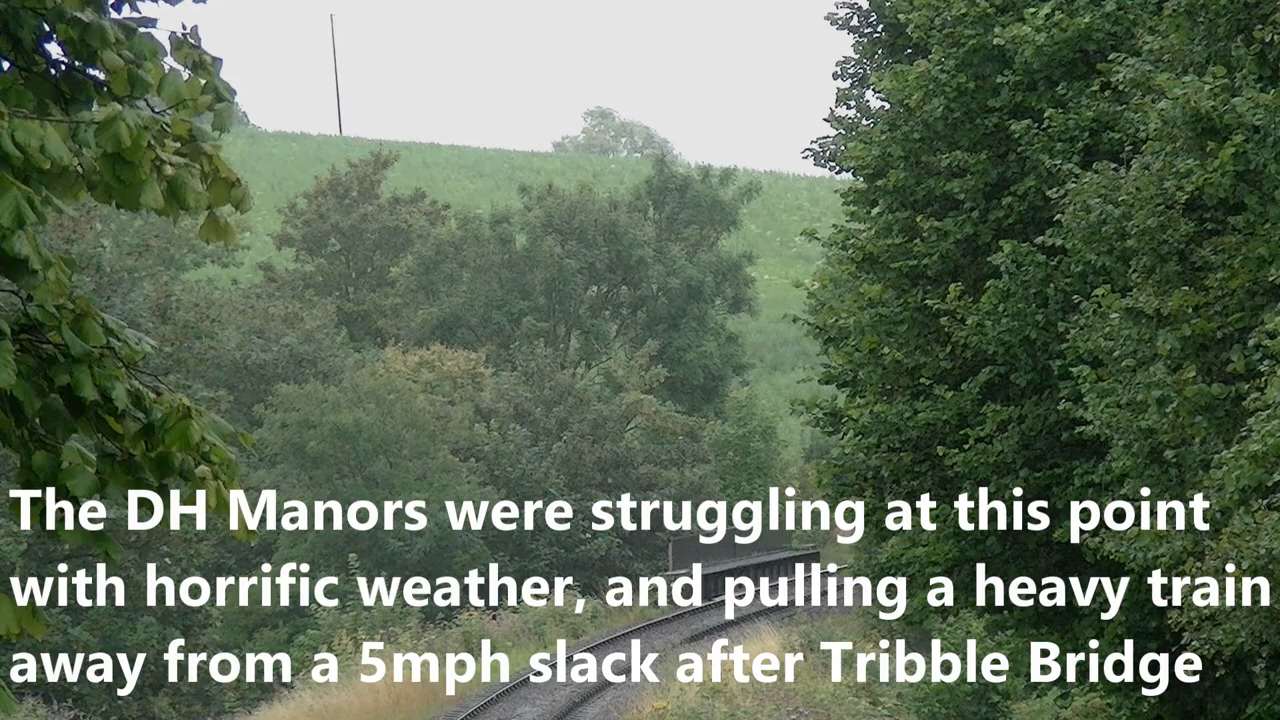 The DH Manors were struggling at this point
with horrific weather, and pulling a heavy train
away from a 5mph slack after Tribble Bridge